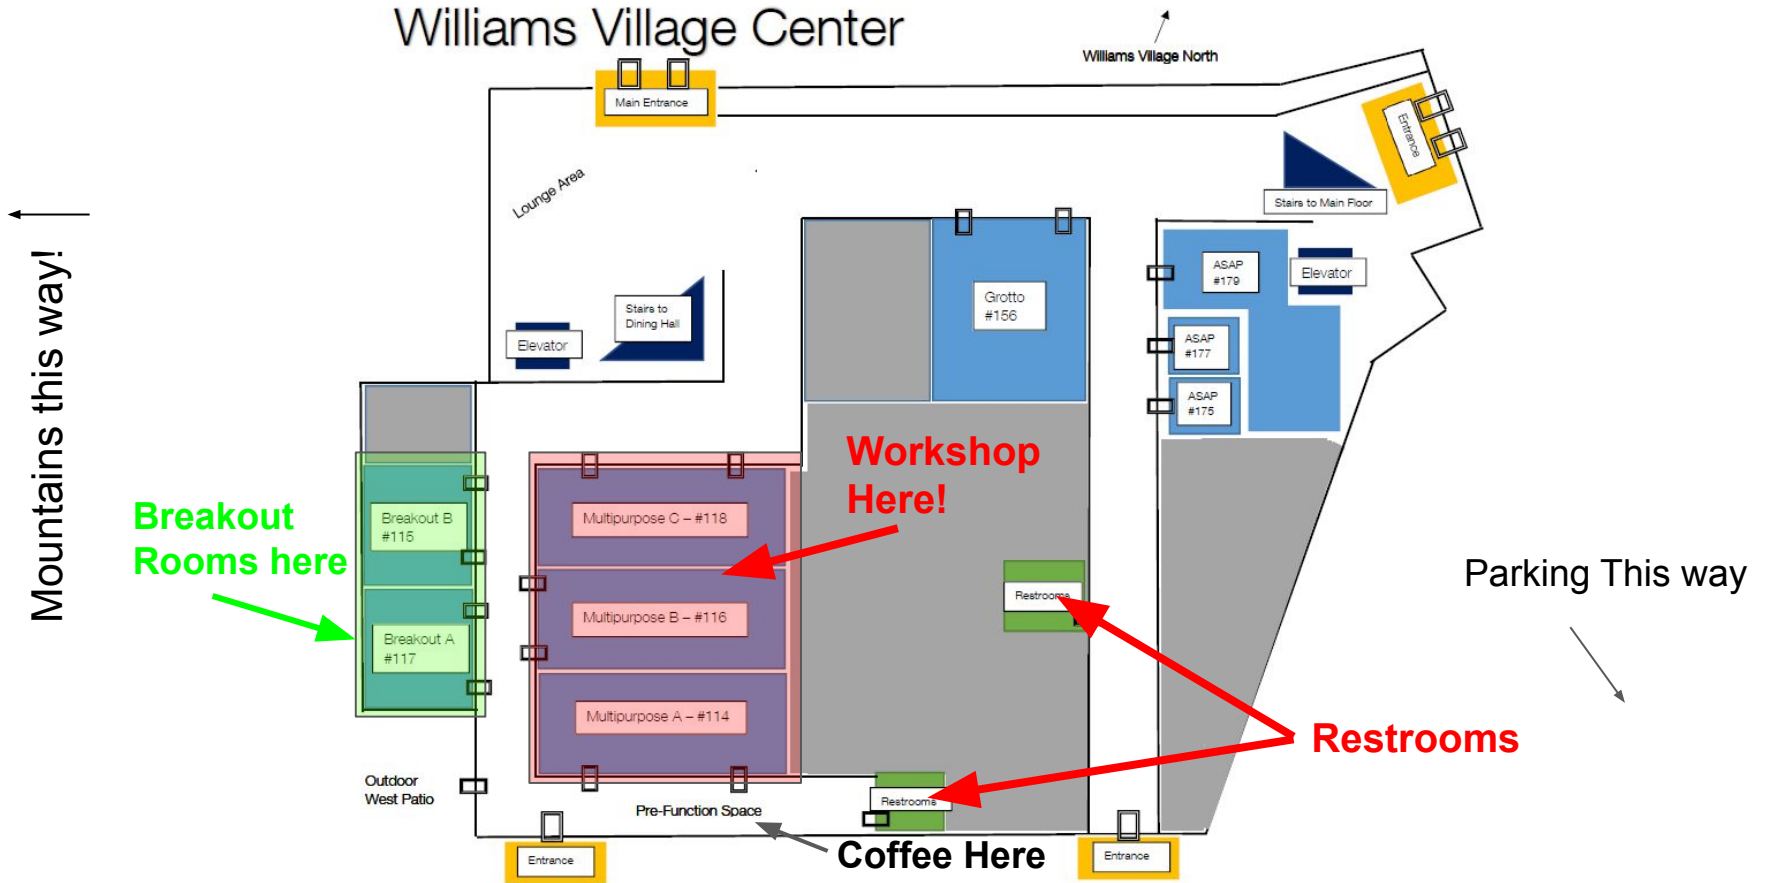 Williams Village Center
Williams Village North
Main Entrance
Entrance
Lounge Area
Stairs to Main Floor
Mountains this way!
ASAP
#179
Elevator
Grotto
#156
Stairs to
Dining Hall
Elevator
ASAP
#177
ASAP
#175
Workshop
Here!
Breakout
Rooms here
Breakout B
#115
Multipurpose C – #118
Parking This way
Restrooms
Multipurpose B – #116
Breakout A
#117
Multipurpose A – #114
Restrooms
Outdoor
West Patio
Pre-Function Space
Restrooms
Coffee Here
Entrance
Entrance